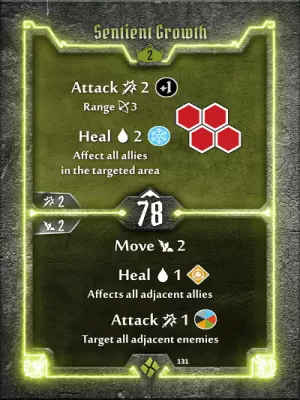 Sentient Growth
2
Attack 2 +1
Range 3
Heal 2
Affect all allies
in the targeted area
2
78
2
Move 2
Heal 1
Affects all adjacent allies
Attack 1
Target all adjacent enemies
131